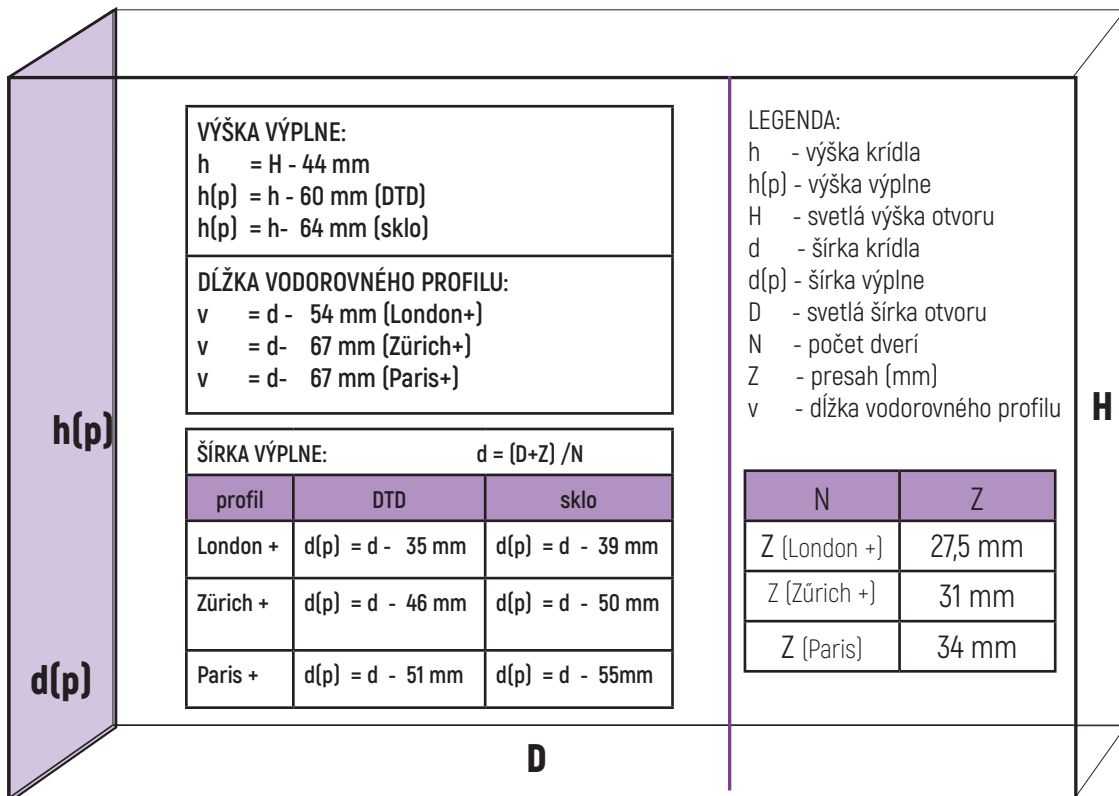 VÝŠKA VÝPLNE:
h = H - 44 mm
h(p) = h - 60 mm (DTD)
h(p) = h- 64 mm (sklo)
DĹŽKA VODOROVNÉHO PROFILU:
v = d - 54 mm (London+)
v = d- 67 mm (Zürich+)
v = d- 67 mm (Paris+)
ŠÍRKA VÝPLNE: d = (D+Z) /N
profil DTD sklo
London + d(p) = d - 35 mm d(p) = d - 39 mm
Zürich + d(p) = d - 46 mm d(p) = d - 50 mm
Paris + d(p) = d - 51 mm d(p) = d - 55mm
h(p)
d(p)
D
LEGENDA:
h - výška krídla
h(p) - výška výplne
H - svetlá výška otvoru
d - šírka krídla
d(p) - šírka výplne
D - svetlá šírka otvoru
N - počet dverí
Z - presah (mm)
v - dĺžka vodorovného profilu
H
N Z
Z (London +) 27,5 mm
Z (Zűrich +) 31 mm
Z (Paris) 34 mm